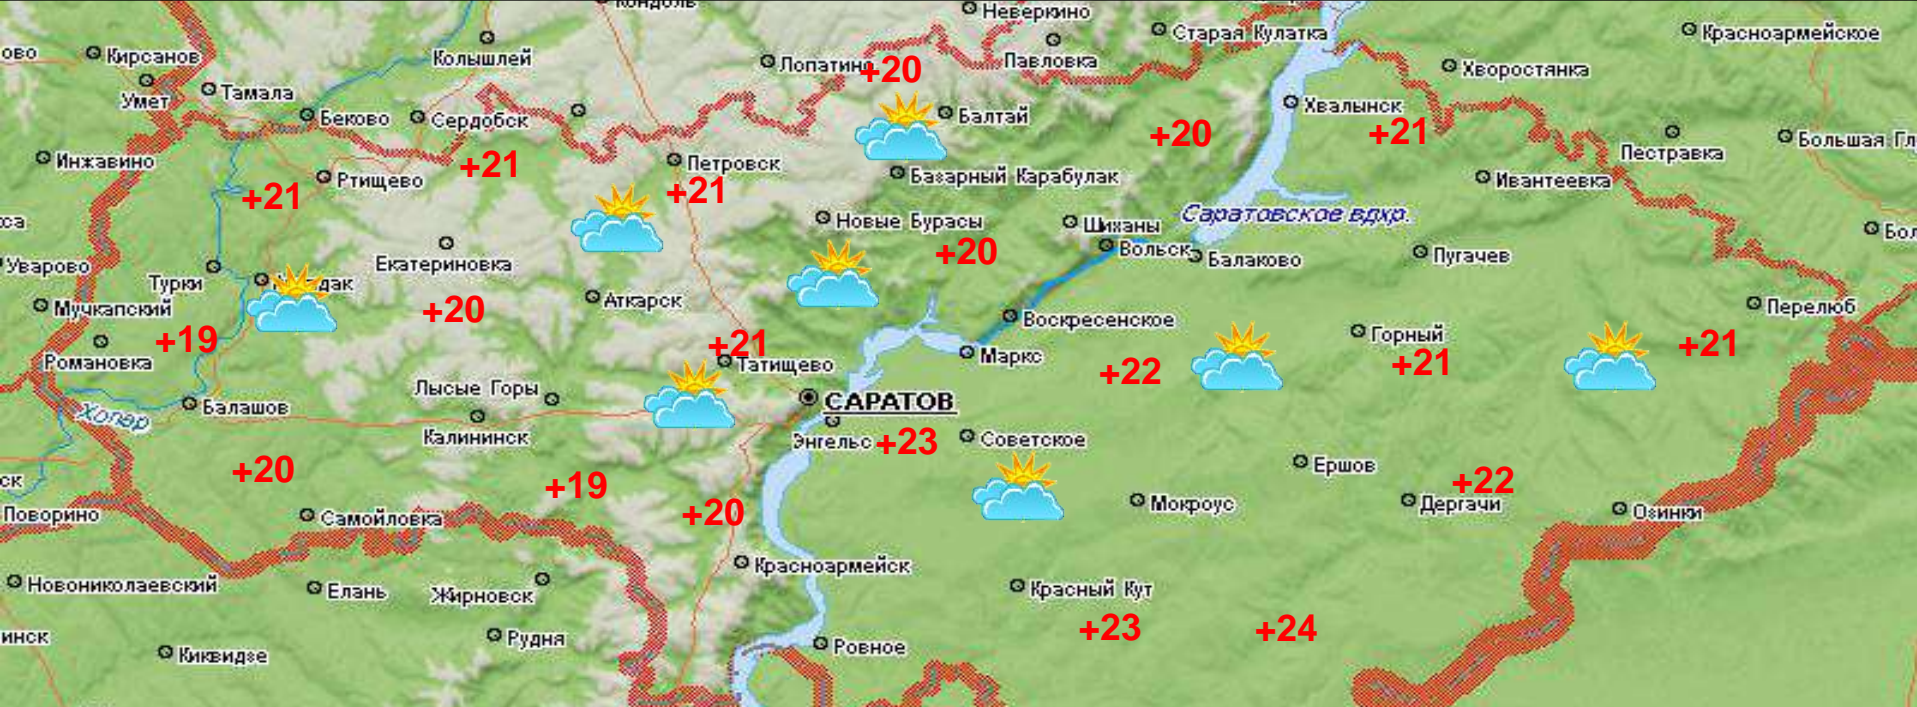 Кондоль
Неверкино
Старая Кулатка
Красноармейское
ово
Кирсанов
Колышлей
Лопатино
Павловка
+20
Хворостянка
Умет
Тамала
Беково
Сердобск
Балтай
Хвалынск
+20
+21
Большая Гл
Инжавино
Пестравка
+21
Петровск
Ртищево
+21
+21
Базарный Карабулак
Ивантеевка
са
Новые Бурасы
Шиханы
Саратовское вдхр.
Бол
Уварово
Турки
Екатериновка
+20
Вольск
Балаково
Пугачев
дак
Мучкапский
Аткарск
+20
Воскресенское
Перелюб
+19
+21
Горный
+21
Романовка
Татищево
Маркс
+22
+21
Лысые Горы
САРАТОВ
Хопер
Балашов
Калининск
Энгельс
+23
Советское
+20
+19
Ершов
+22
ск
Поворино
Самойловка
+20
Мокроус
Дергачи
Озинки
Новониколаевский
Елань
Жирновск
Красноармейск
Красный Кут
+23
+24
инск
Киквидзе
Рудня
Ровное